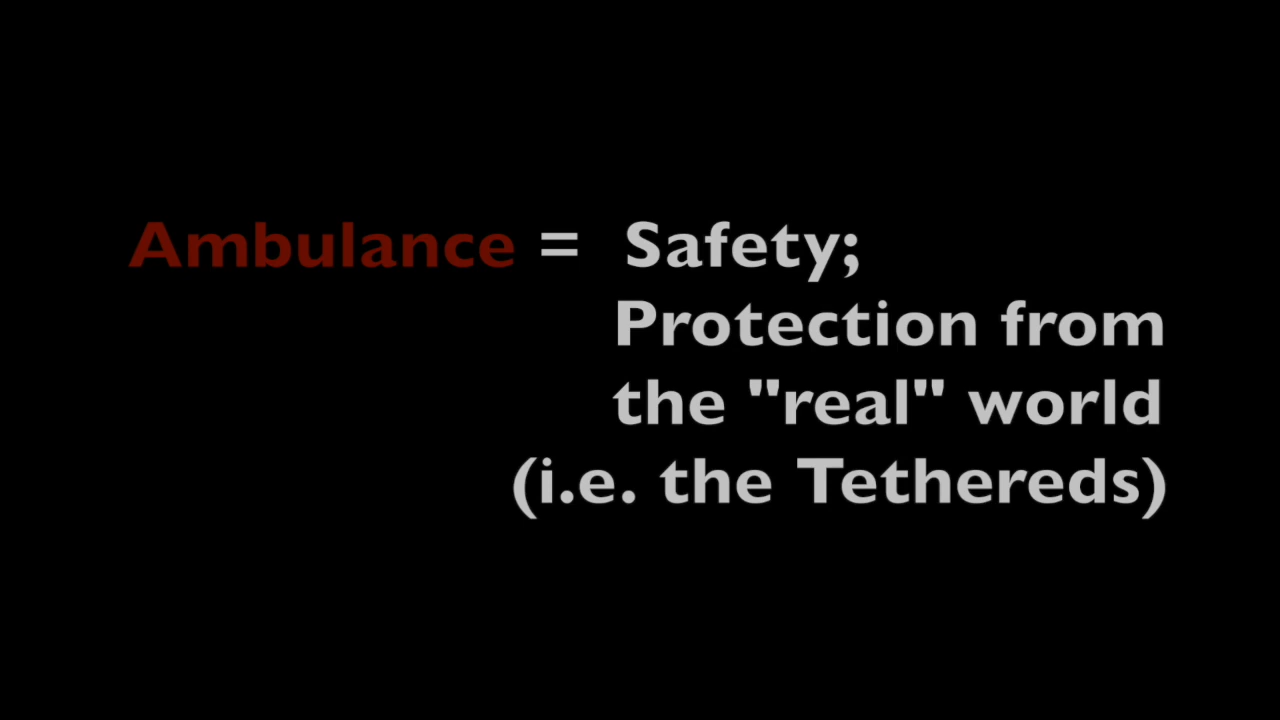 Ambulance = Safety;
Protection from
the "real" world
(i.e. the Tethereds)